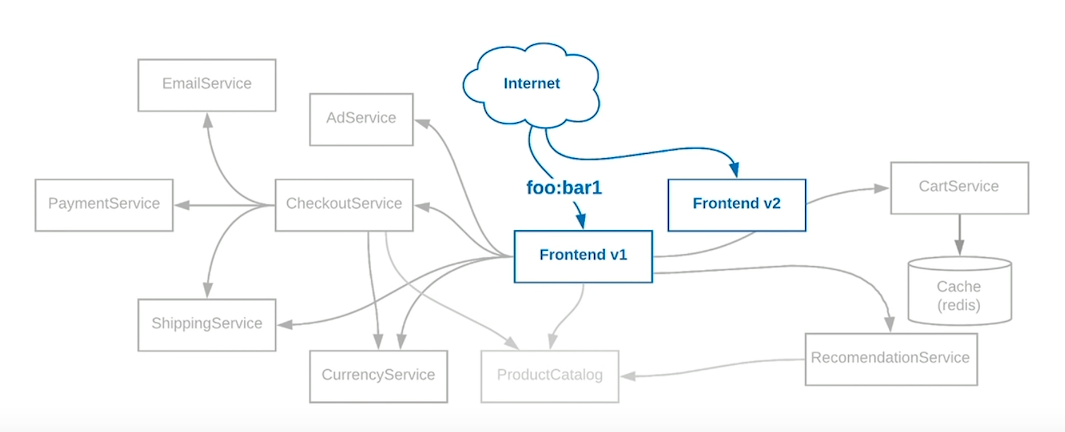 EmailService
Internet
AdService
foo:bar1
CartService
PaymentService
CheckoutService
Frontend v2
Frontend v1
Cache
(redis)
ShippingService
RecomendationService
CurrencyService
ProductCatalog